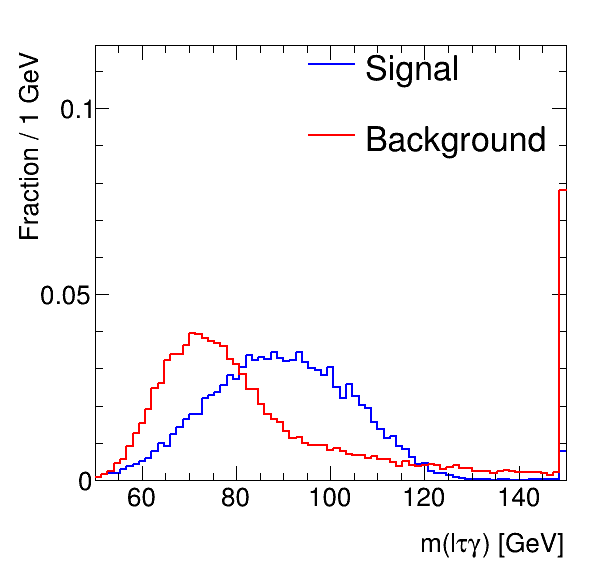 Fraction / 1 GeV
Signal
Background
0.1
0.05
0
60 80 100 120 140
m(lτγ) [GeV]